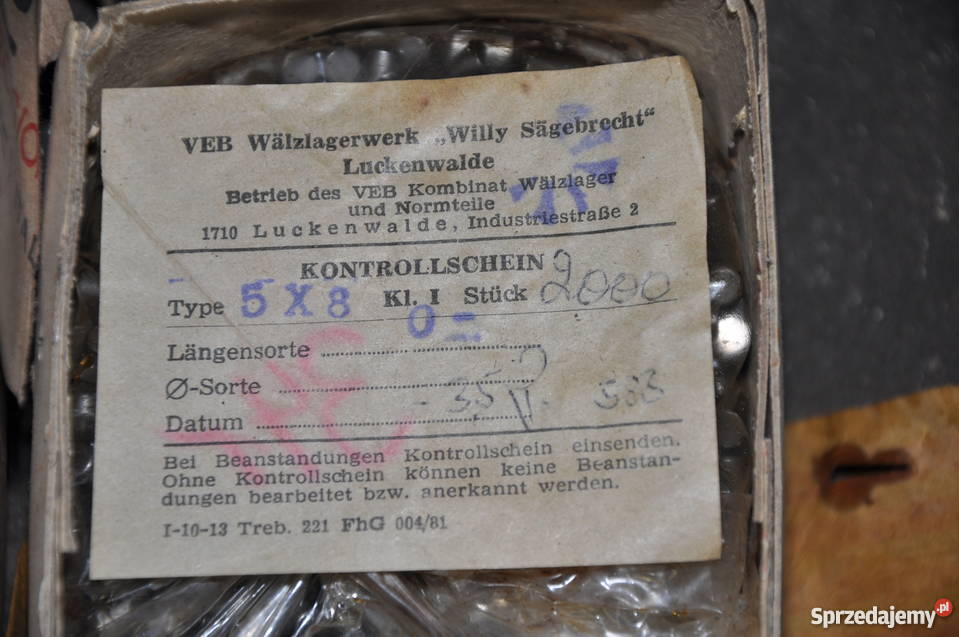 VEB Wälzlagerwerk „Willy Sägebrecht“
Luckenwalde
Betrieb des VEB Kombinat Wälzlager
und Normteile
1710 Luckenwalde, Industriestraße 2
KONTROLLSCHEIN
Type 5 X 8 Kl. I Stück 2000
Längensorte
Ø-Sorte
Datum
Bei Beanstandungen Kontrollschein einsenden.
Ohne Kontrollschein können keine Beanstan-
dungen bearbeitet bzw. anerkannt werden.
I-10-13 Treb. 221 FhG 004/81
Sprzedajemy.pl